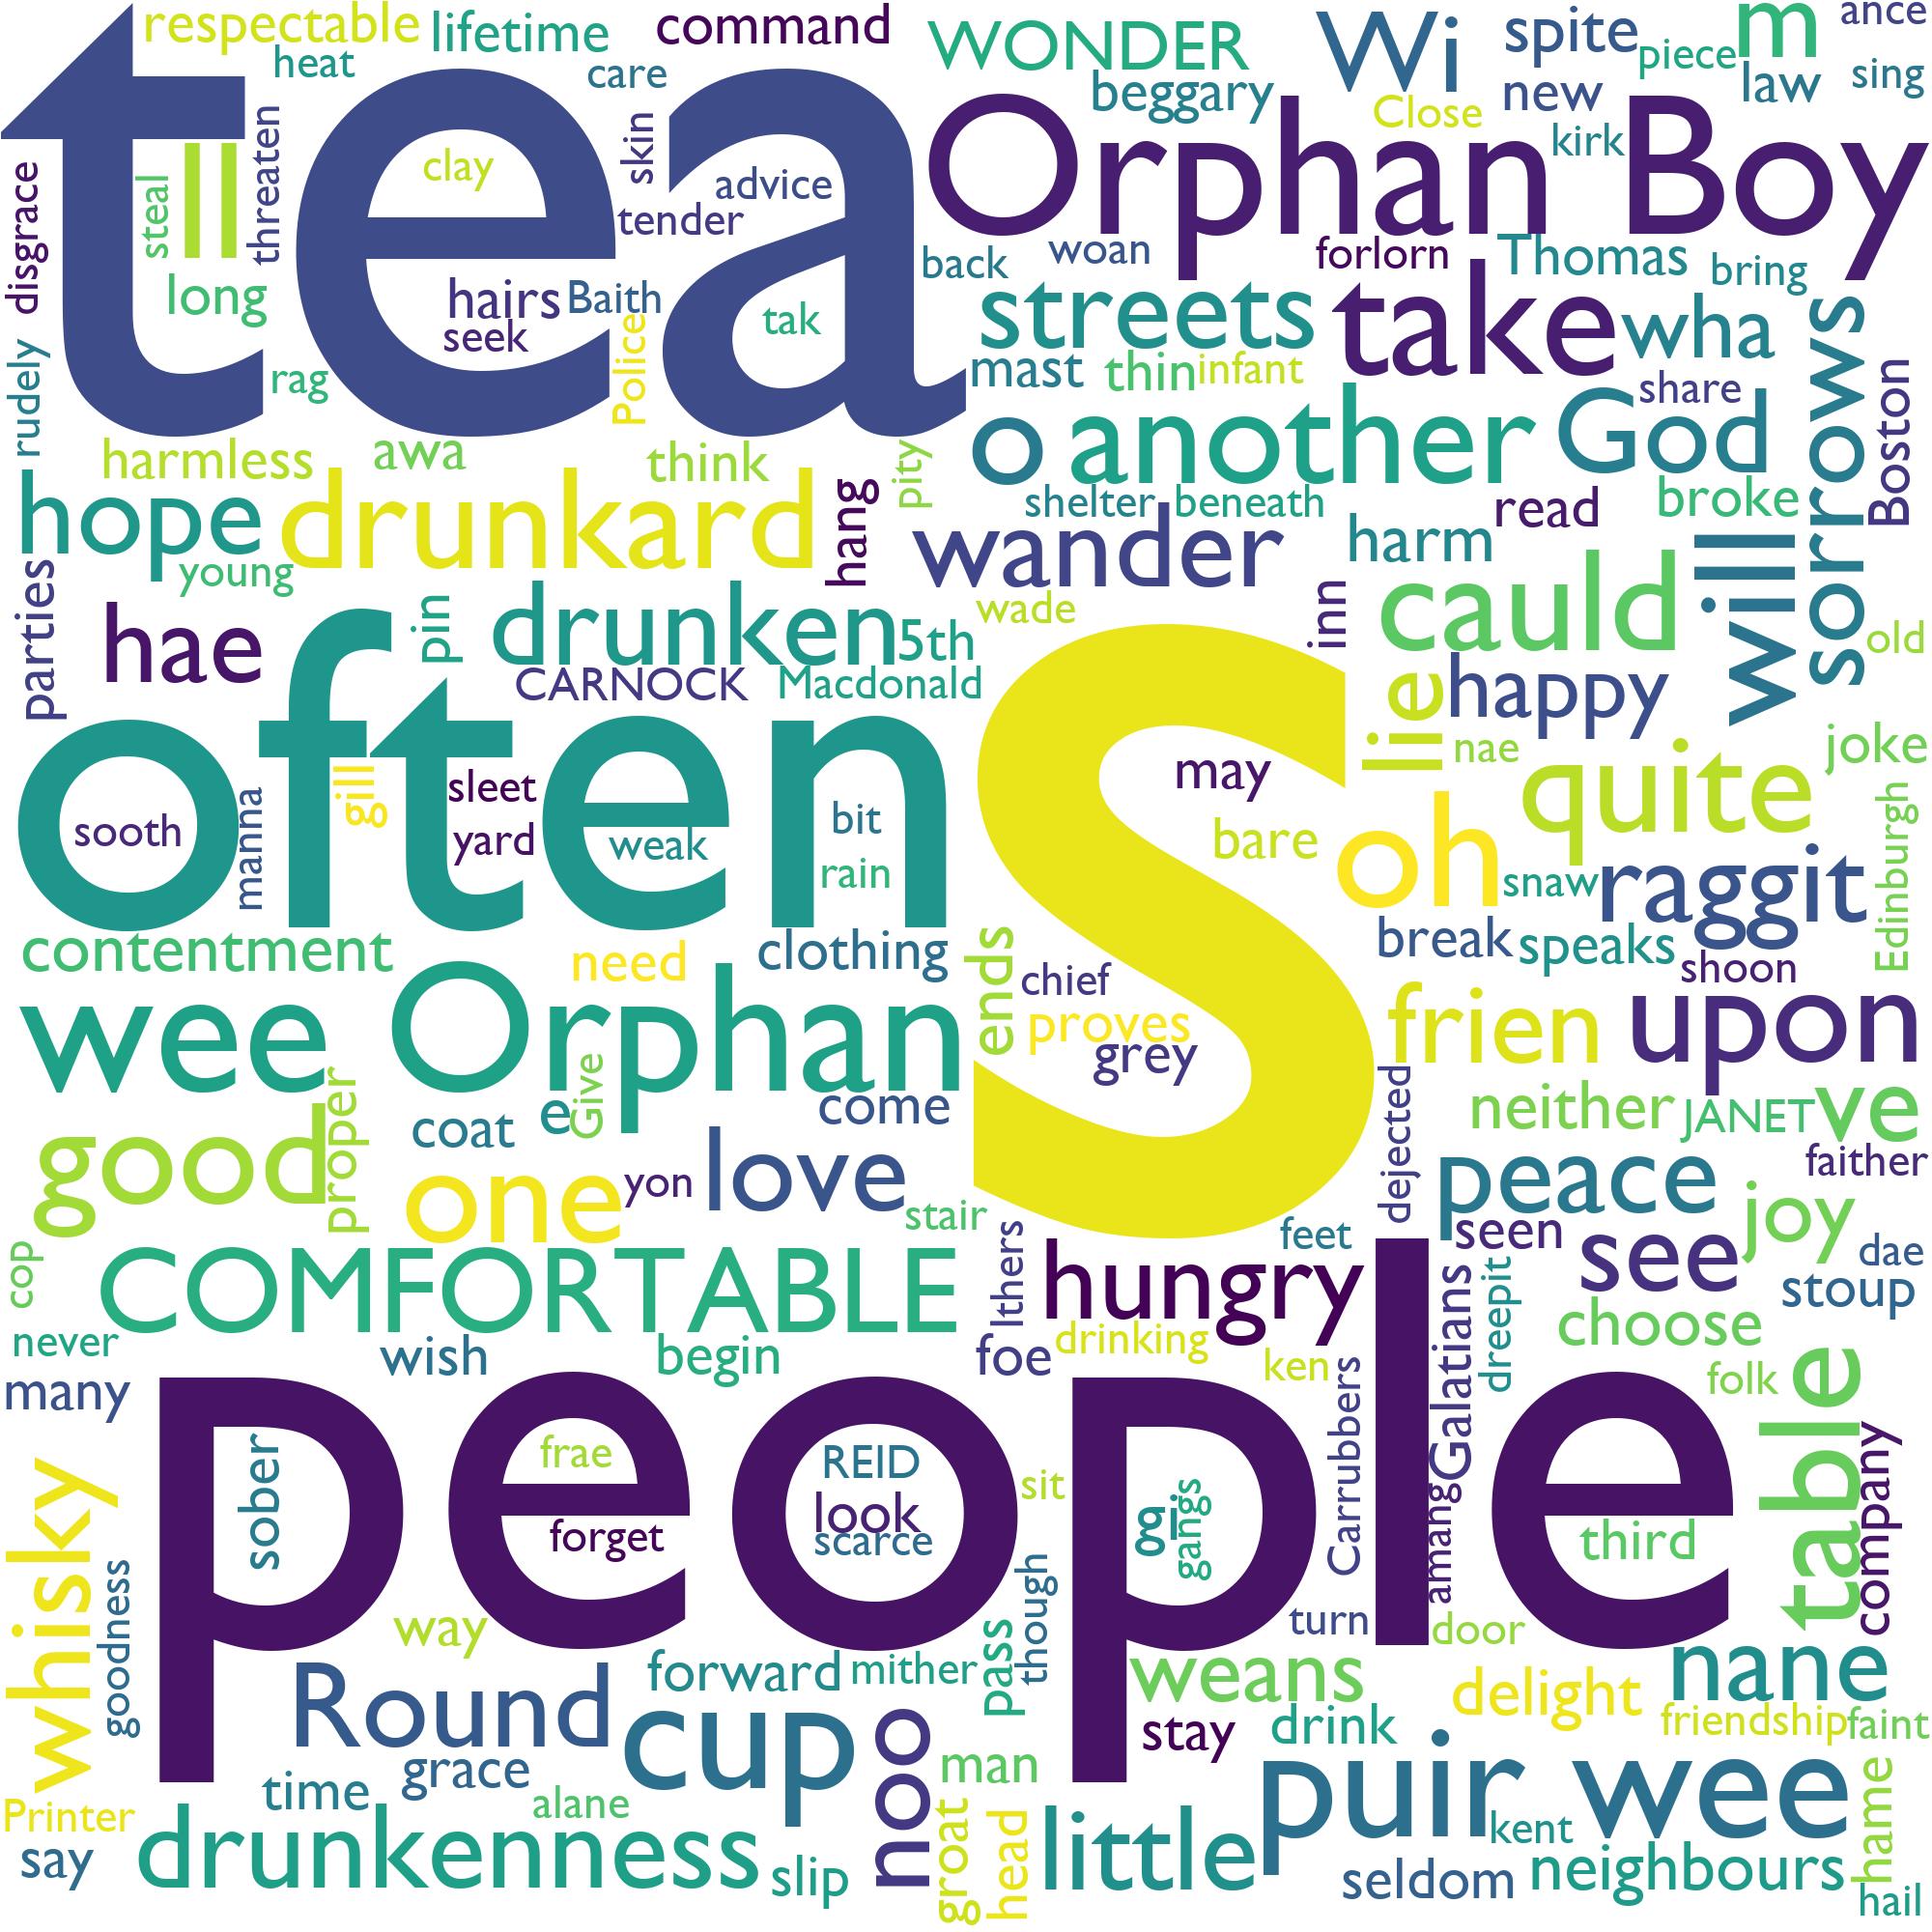 respectable lifetime command WONDER Wi spite piece m ance
heat care beggary Close new law sing
tea Orphan Boy
ll clay skin advice kirk
disgrace steal threaten tender back woan forlorn Thomas bring
long hairs Baith tak streets take wha sorrows
rudely rag seek Police mast thin infant share Boston
harmless awa think pity o another God
hope drunkard hang shelter beneath read broke
parties young pin drunken 5th wander harm cauld will
hae CARNOCK Macdonald wade inn happy old
often S may lie nae quite joke
sooth manna gill sleet yard weak bit rain bare oh snaw raggit Edinburgh
contentment need clothing ends chief break speaks shoon
wee Orphan proves grey frien upon
good proper coat e Give come dejected neither JANET ve
one yon love stair peace faither
cop COMFORTABLE Ithers feet seen see joy dae
never wish begin foe hungry drinking ken Galatians dreepit choose stoup
many people Carrubbers folk table
whisky sober frae REID look scarce sit gi gangs amang third company
goodness forget though turn door
way Round forward mither pass weans delight nane
time grace cup noo man stay drink friendship faint
Printer alane groat head little puir wee hame
say drunkenness slip kent seldom neighbours hail